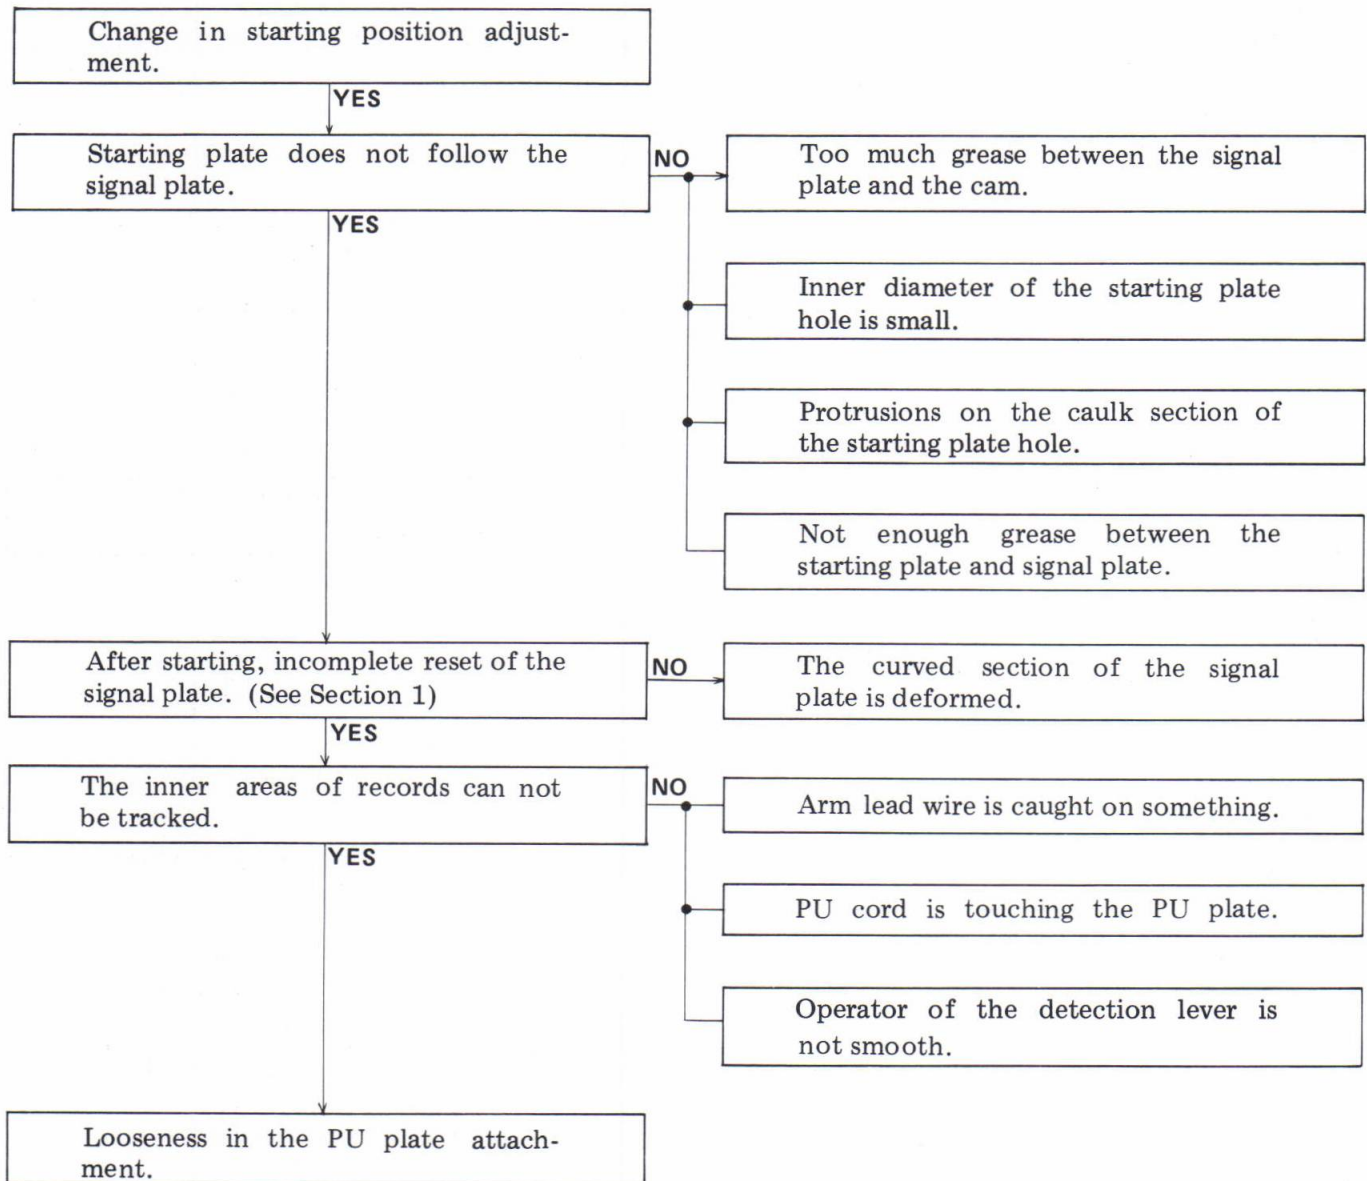 Change in starting position adjust-
ment.
YES
Starting plate does not follow the
signal plate.
NO
Too much grease between the signal
plate and the cam.
YES
Inner diameter of the starting plate
hole is small.
Protrusions on the caulk section of
the starting plate hole.
Not enough grease between the
starting plate and signal plate.
After starting, incomplete reset of the
signal plate. (See Section 1)
NO
The curved section of the signal
plate is deformed.
YES
The inner areas of records can not
be tracked.
NO
Arm lead wire is caught on something.
YES
PU cord is touching the PU plate.
Operator of the detection lever is
not smooth.
Looseness in the PU plate attach-
ment.